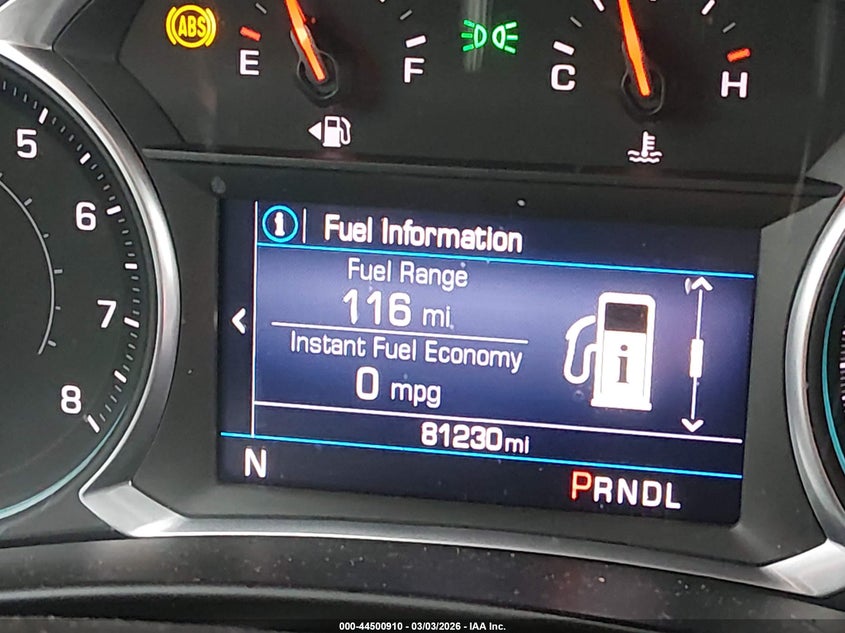 ABS
E
F
C
H
5
6
7
8
Fuel Information
Fuel Range
116 mi
Instant Fuel Economy
0 mpg
81230mi
N
PRNDL
000-44500910 - 03/03/2026 - IAA Inc.